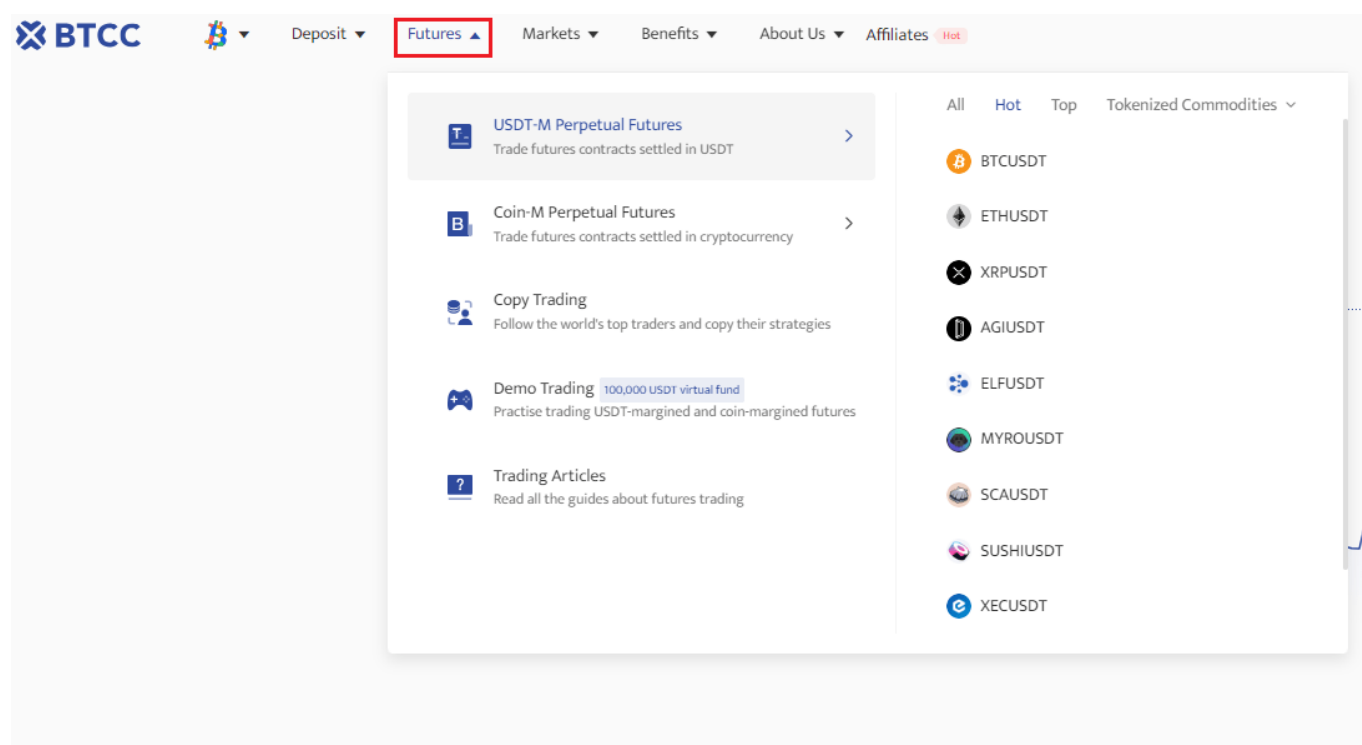 BTCC
Deposit
Futures
Markets
Benefits
About Us
Affiliates
Hot
USDT-M Perpetual Futures
Trade futures contracts settled in USDT
Coin-M Perpetual Futures
Trade futures contracts settled in cryptocurrency
Copy Trading
Follow the world's top traders and copy their strategies
Demo Trading 100,000 USDT virtual fund
Practise trading USDT-margined and coin-margined futures
Trading Articles
Read all the guides about futures trading
All Hot Top Tokenized Commodities
BTCUSDT
ETHUSDT
XRPUSDT
AGIUSDT
ELFUSDT
MYROUSDT
SCAUSDT
SUSHIUSDT
XECUSDT